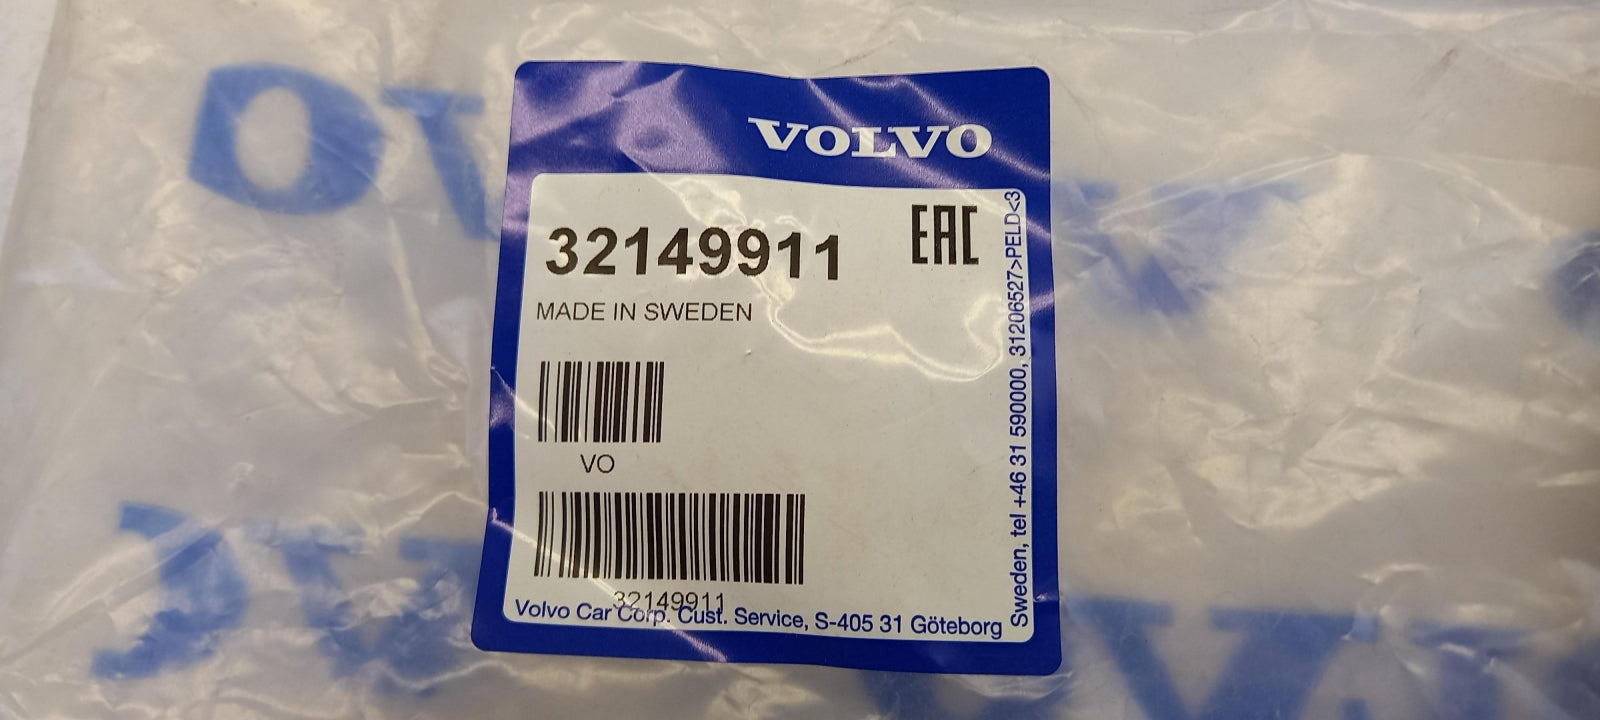 VOLVO
32149911
EAC
MADE IN SWEDEN
VO
32149911
Volvo Car Corp. Cust. Service, S-405 31 Göteborg
Sweden, tel +46 31 590000, 31206527>PELD<3